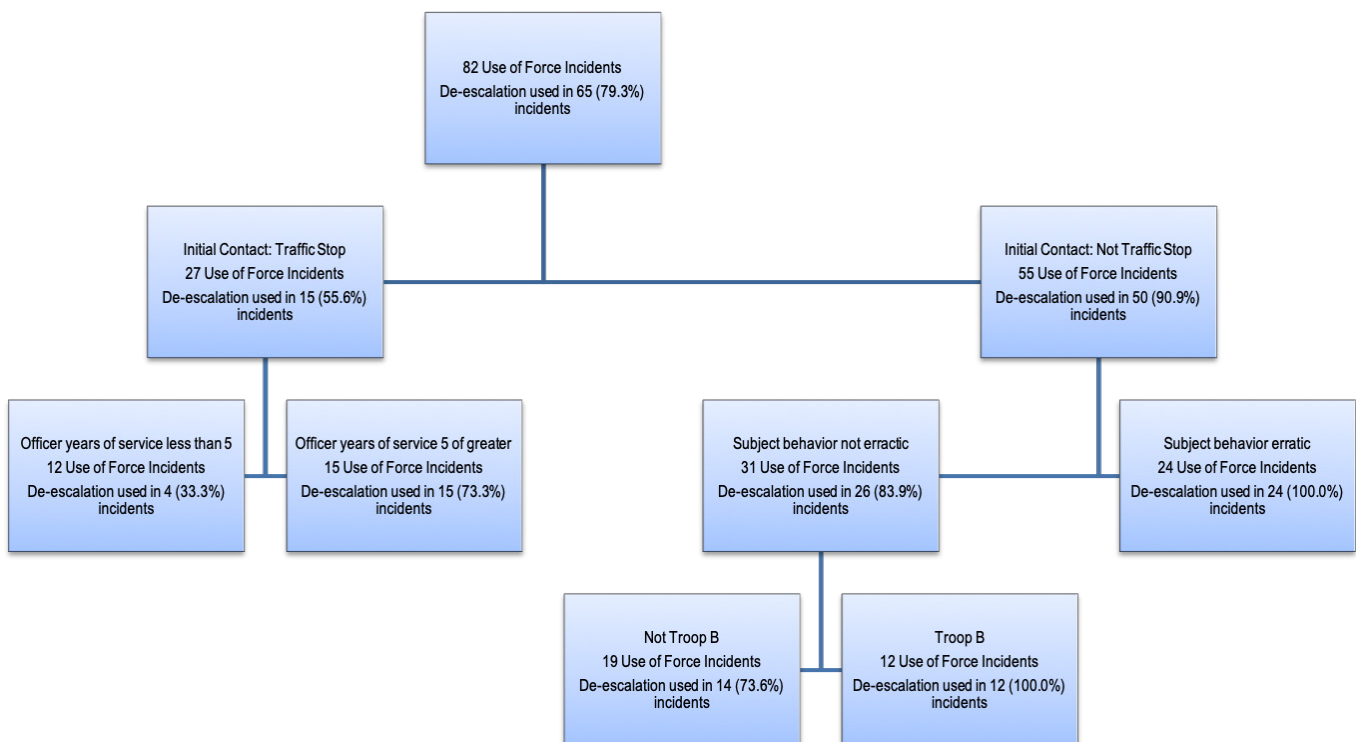 82 Use of Force Incidents
De-escalation used in 65 (79.3%)
incidents
Initial Contact: Traffic Stop
27 Use of Force Incidents
De-escalation used in 15 (55.6%)
incidents
Initial Contact: Not Traffic Stop
55 Use of Force Incidents
De-escalation used in 50 (90.9%)
incidents
Officer years of service less than 5
12 Use of Force Incidents
De-escalation used in 4 (33.3%)
incidents
Officer years of service 5 of greater
15 Use of Force Incidents
De-escalation used in 15 (73.3%)
incidents
Subject behavior not erractic
31 Use of Force Incidents
De-escalation used in 26 (83.9%)
incidents
Subject behavior erratic
24 Use of Force Incidents
De-escalation used in 24 (100.0%)
incidents
Not Troop B
19 Use of Force Incidents
De-escalation used in 14 (73.6%)
incidents
Troop B
12 Use of Force Incidents
De-escalation used in 12 (100.0%)
incidents